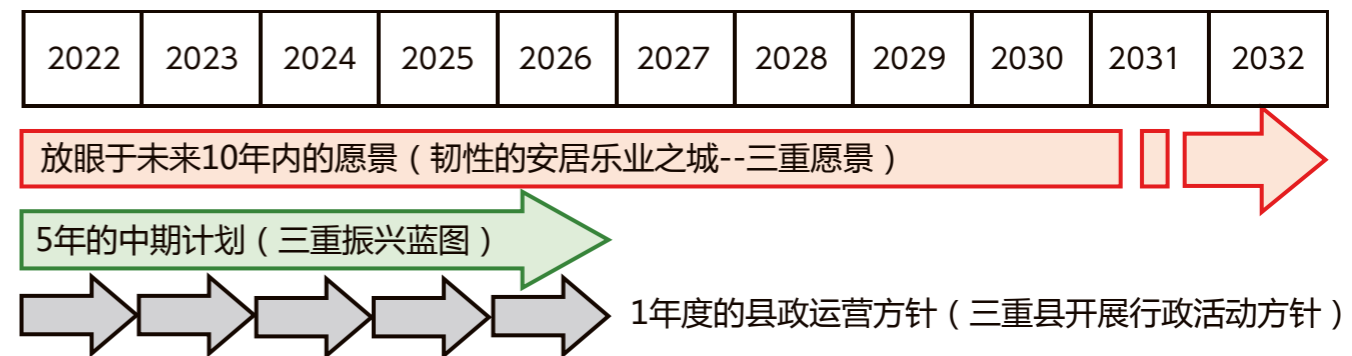 2022 2023 2024 2025 2026 2027 2028 2029 2030 2031 2032
放眼于未来10年内的愿景（韧性的安居乐业之城--三重愿景）
5年的中期计划（三重振兴蓝图）
1年度的县政运营方针（三重县开展行政活动方针）